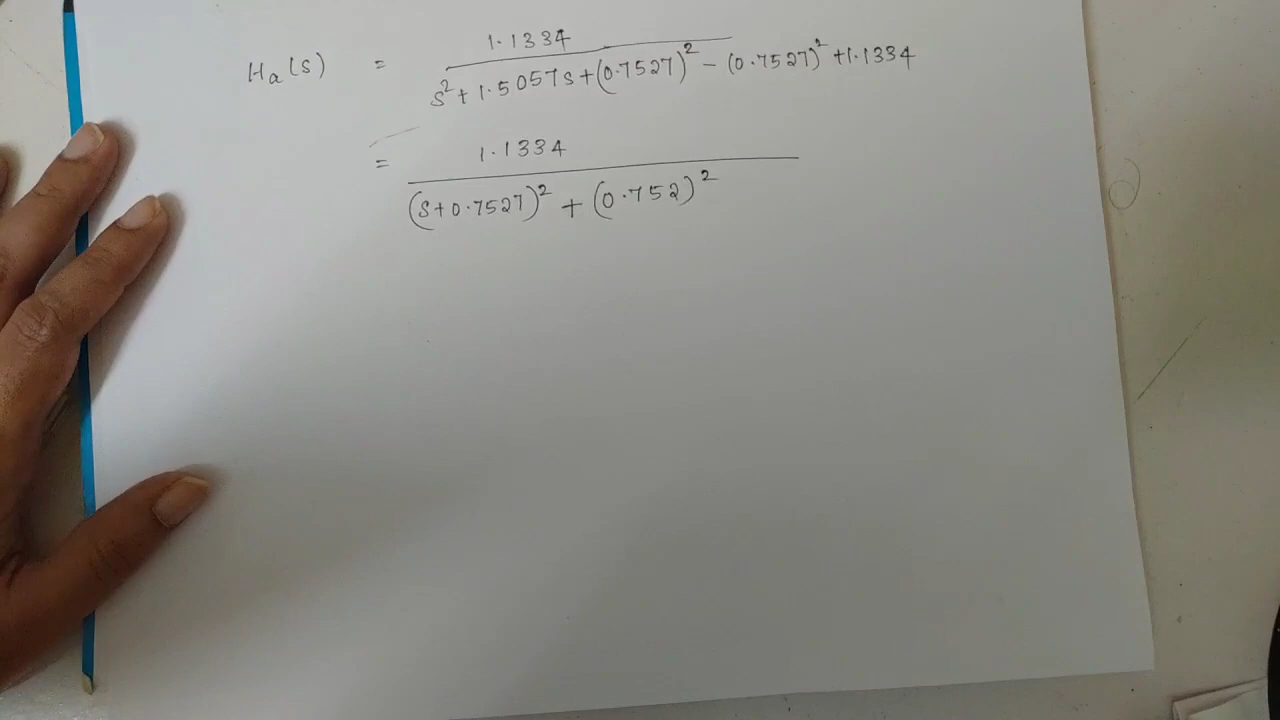 Ha(s) = 1.1334
s² + 1.5057s + (0.7527)² - (0.7527)² + 1.1334
= 1.1334
(s+0.7527)² + (0.752)²